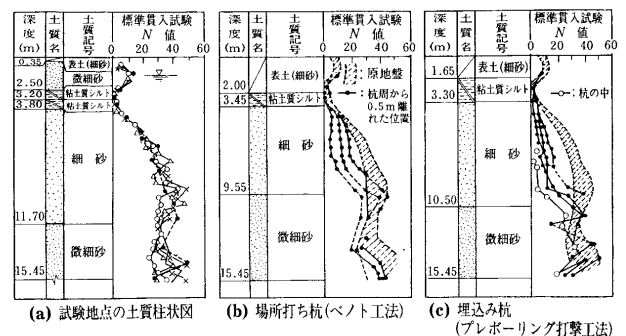 深度(m)
土質名
土質記号
標準貫入試験
N 値
0 20 40 60
0.35
2.50
3.20
3.80
11.70
15.45
表土(細砂)
微細砂
粘土質シルト
粘土質シルト
細 砂
微細砂
(a) 試験地点の土質柱状図
深度(m)
土質名
土質記号
標準貫入試験
N 値
0 20 40 60
2.00
3.45
9.55
15.45
表土(細砂)
粘土質シルト
細 砂
微細砂
原地盤
杭周から
0.5m離
れた位置
(b) 場所打ち杭(ベノト工法)
深度(m)
土質名
土質記号
標準貫入試験
N 値
0 20 40 60
1.65
3.30
10.50
15.45
表土(細砂)
粘土質シルト
細 砂
微細砂
杭の中
(c) 埋込み杭
(プレボーリング打撃工法)